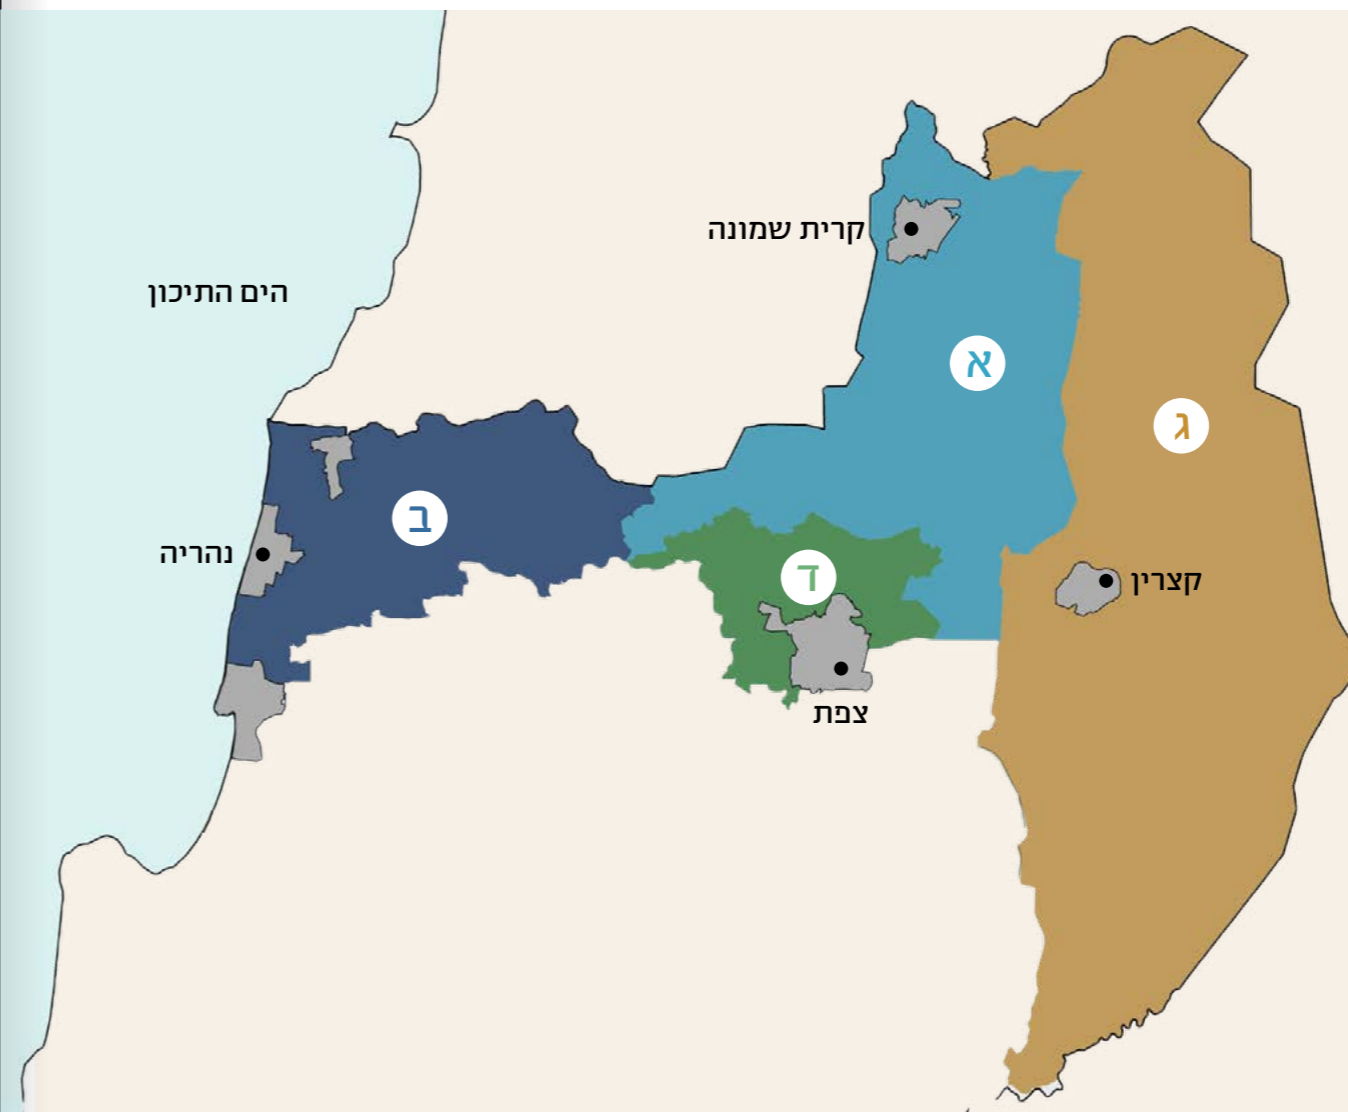 קרית שמונה
הים התיכון
א
ג
ב
נהריה
ד
קצרין
צפת